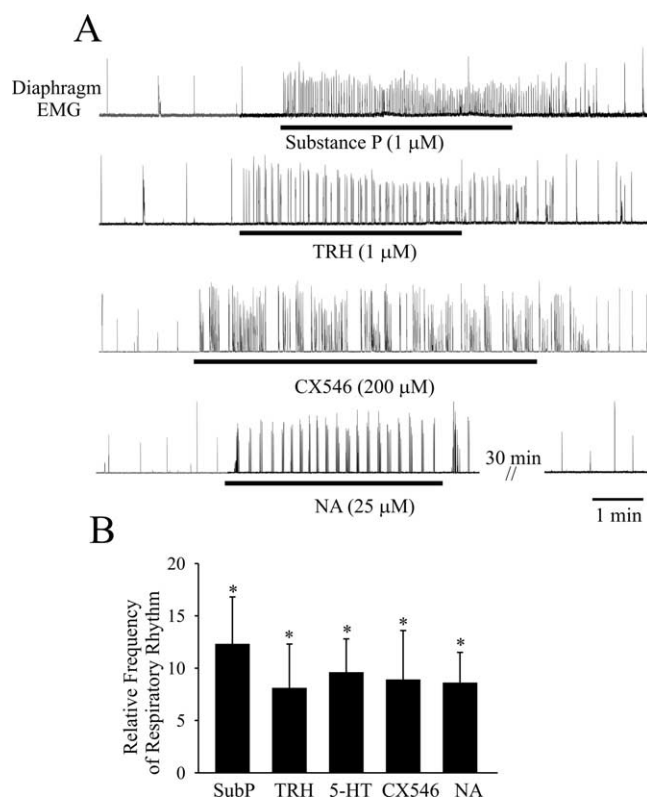 A
Diaphragm
EMG
Substance P (1 μM)
TRH (1 μM)
CX546 (200 μM)
30 min
//
NA (25 μM)
1 min
B
Relative Frequency
of Respiratory Rhythm
20
15
10
5
0
* * * * *
SubP TRH 5-HT CX546 NA